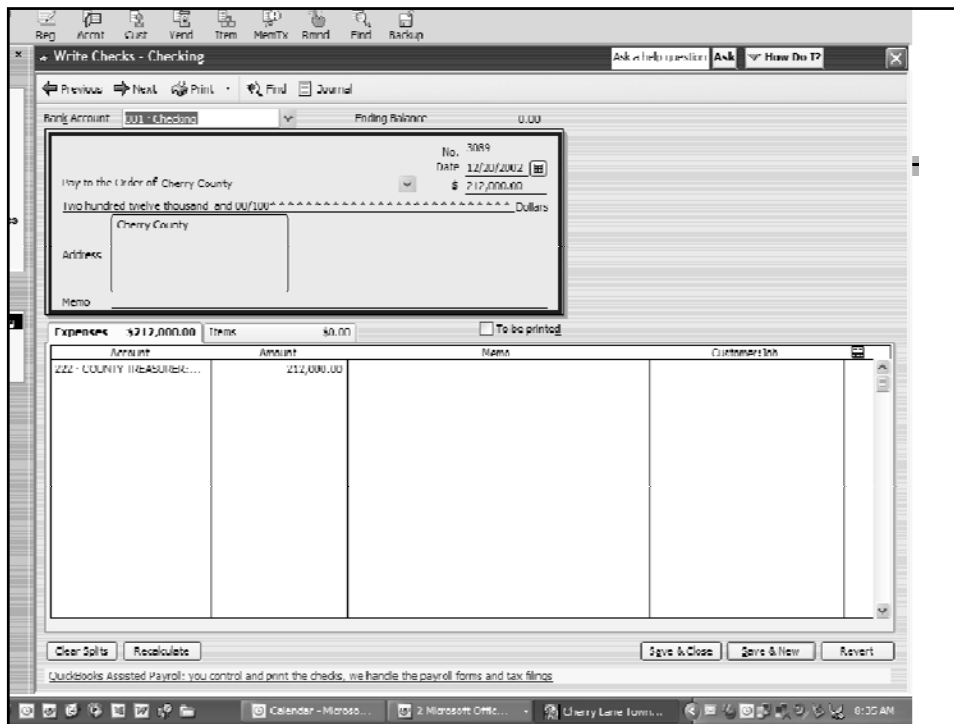 Reg Accnt Cust Vend Item MemTx Rmnd Find Backup
Write Checks - Checking
Ask a help question Ask How Do I?
Previous Next Print Find Journal
Bank Account 001 · Checking Ending Balance 0.00
No. 3089
Date 12/20/2002
Pay to the Order of Cherry County $ 212,000.00
Two hundred twelve thousand and 00/100* * * * * * * * * * * * * * * * * * * * * * * * * * * * * * Dollars
Cherry County
Address
Memo
Expenses $212,000.00 Items $0.00 To be printed
Account Amount Memo Customer:Job
222 · COUNTY TREASURER:... 212,000.00
Clear Splits Recalculate Save & Close Save & New Revert
QuickBooks Assisted Payroll: you control and print the checks, we handle the payroll forms and tax filings
Calendar - Microso... 2 Microsoft Offic... Cherry Lane Town... 8:35 AM